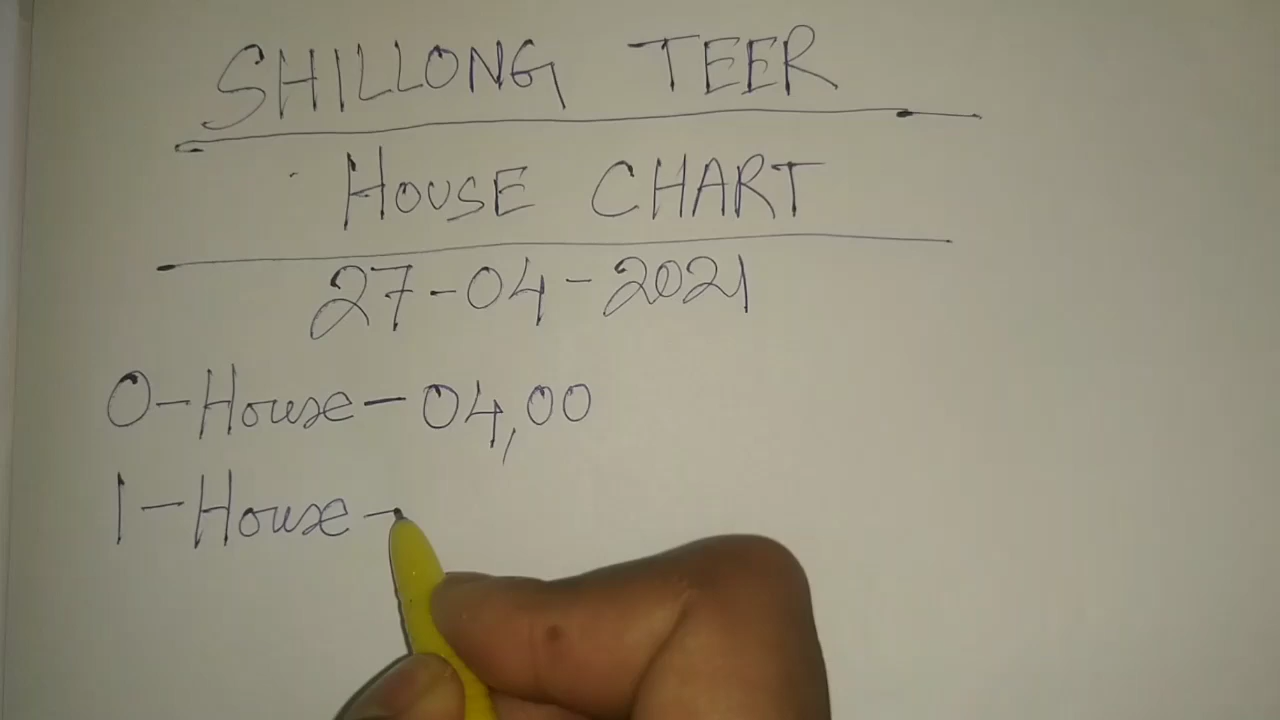 SHILLONG TEER
HOUSE CHART
27-04-2021
0-House-04,00
1-House-